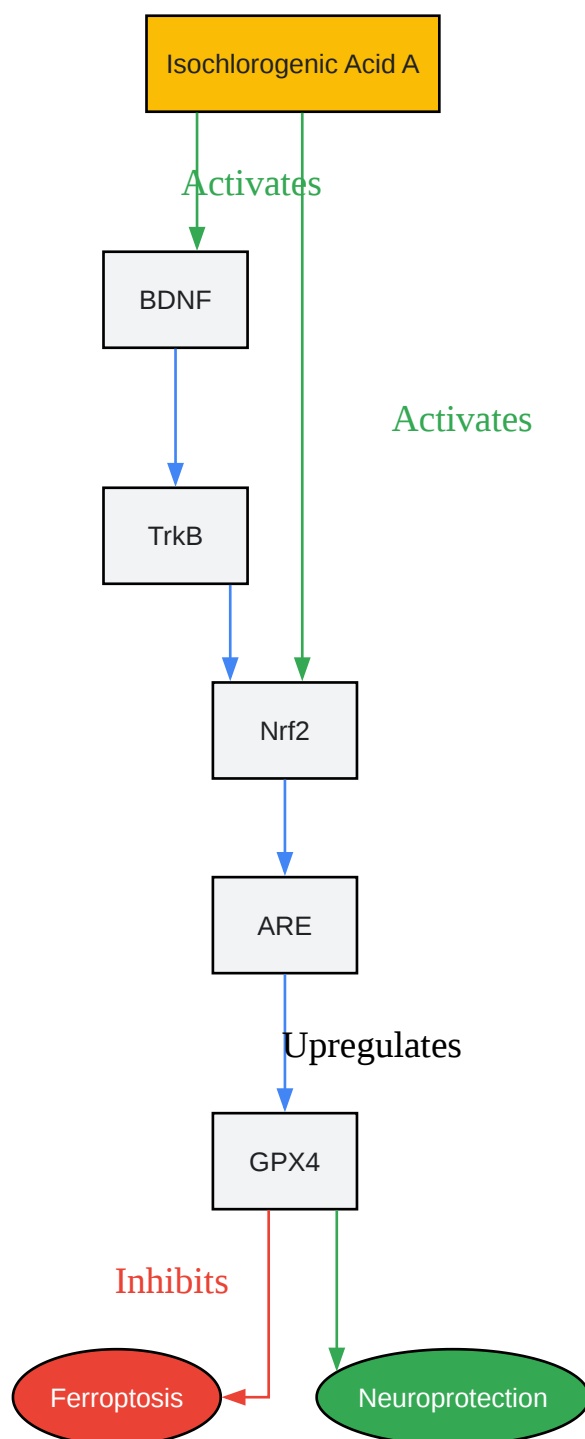 Isochlorogenic Acid A
Activates
BDNF
Activates
TrkB
Nrf2
ARE
Upregulates
GPX4
Inhibits
Ferroptosis
Neuroprotection